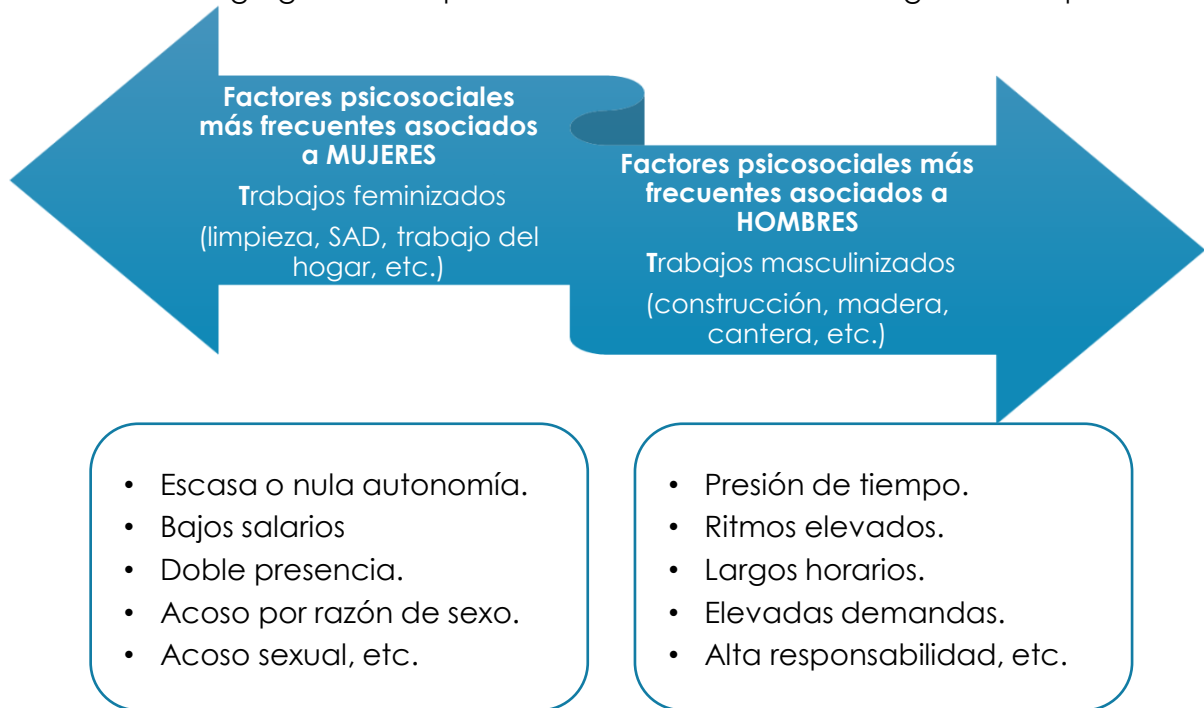 Factores psicosociales
más frecuentes asociados
a MUJERES
Trabajos feminizados
(limpieza, SAD, trabajo del
hogar, etc.)
Factores psicosociales más
frecuentes asociados a
HOMBRES
Trabajos masculinizados
(construcción, madera,
cantera, etc.)
• Escasa o nula autonomía.
• Bajos salarios
• Doble presencia.
• Acoso por razón de sexo.
• Acoso sexual, etc.
• Presión de tiempo.
• Ritmos elevados.
• Largos horarios.
• Elevadas demandas.
• Alta responsabilidad, etc.